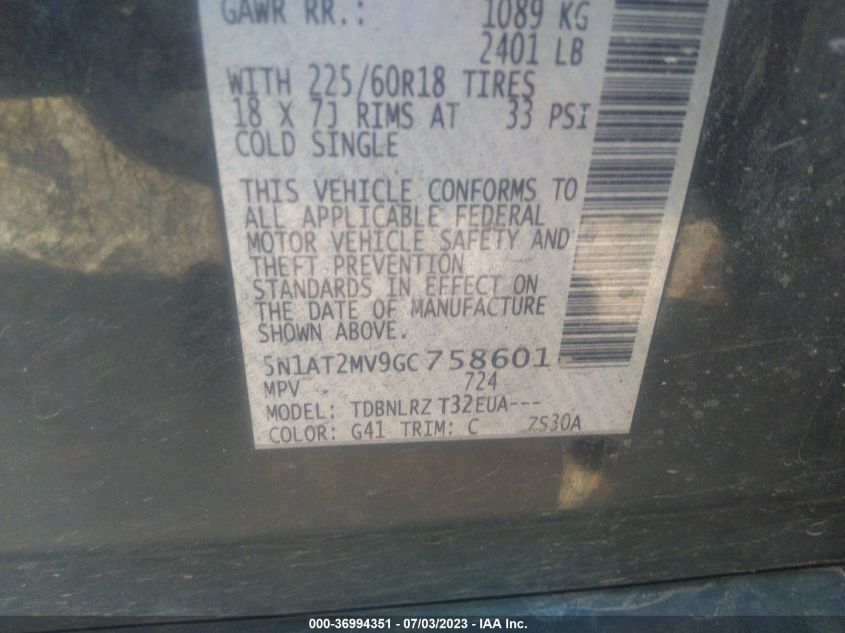 GAWR RR.: 1089 KG
2401 LB
WITH 225/60R18 TIRES
18 X 7J RIMS AT 33 PSI
COLD SINGLE
THIS VEHICLE CONFORMS TO
ALL APPLICABLE FEDERAL
MOTOR VEHICLE SAFETY AND
THEFT PREVENTION
STANDARDS IN EFFECT ON
THE DATE OF MANUFACTURE
SHOWN ABOVE.
5N1AT2MV9GC758601
MPV 724
MODEL: TDBNLRZ T32EUA---
COLOR: G41 TRIM: C 7S30A
000-36994351 / 07/03/2023 - IAA Inc.